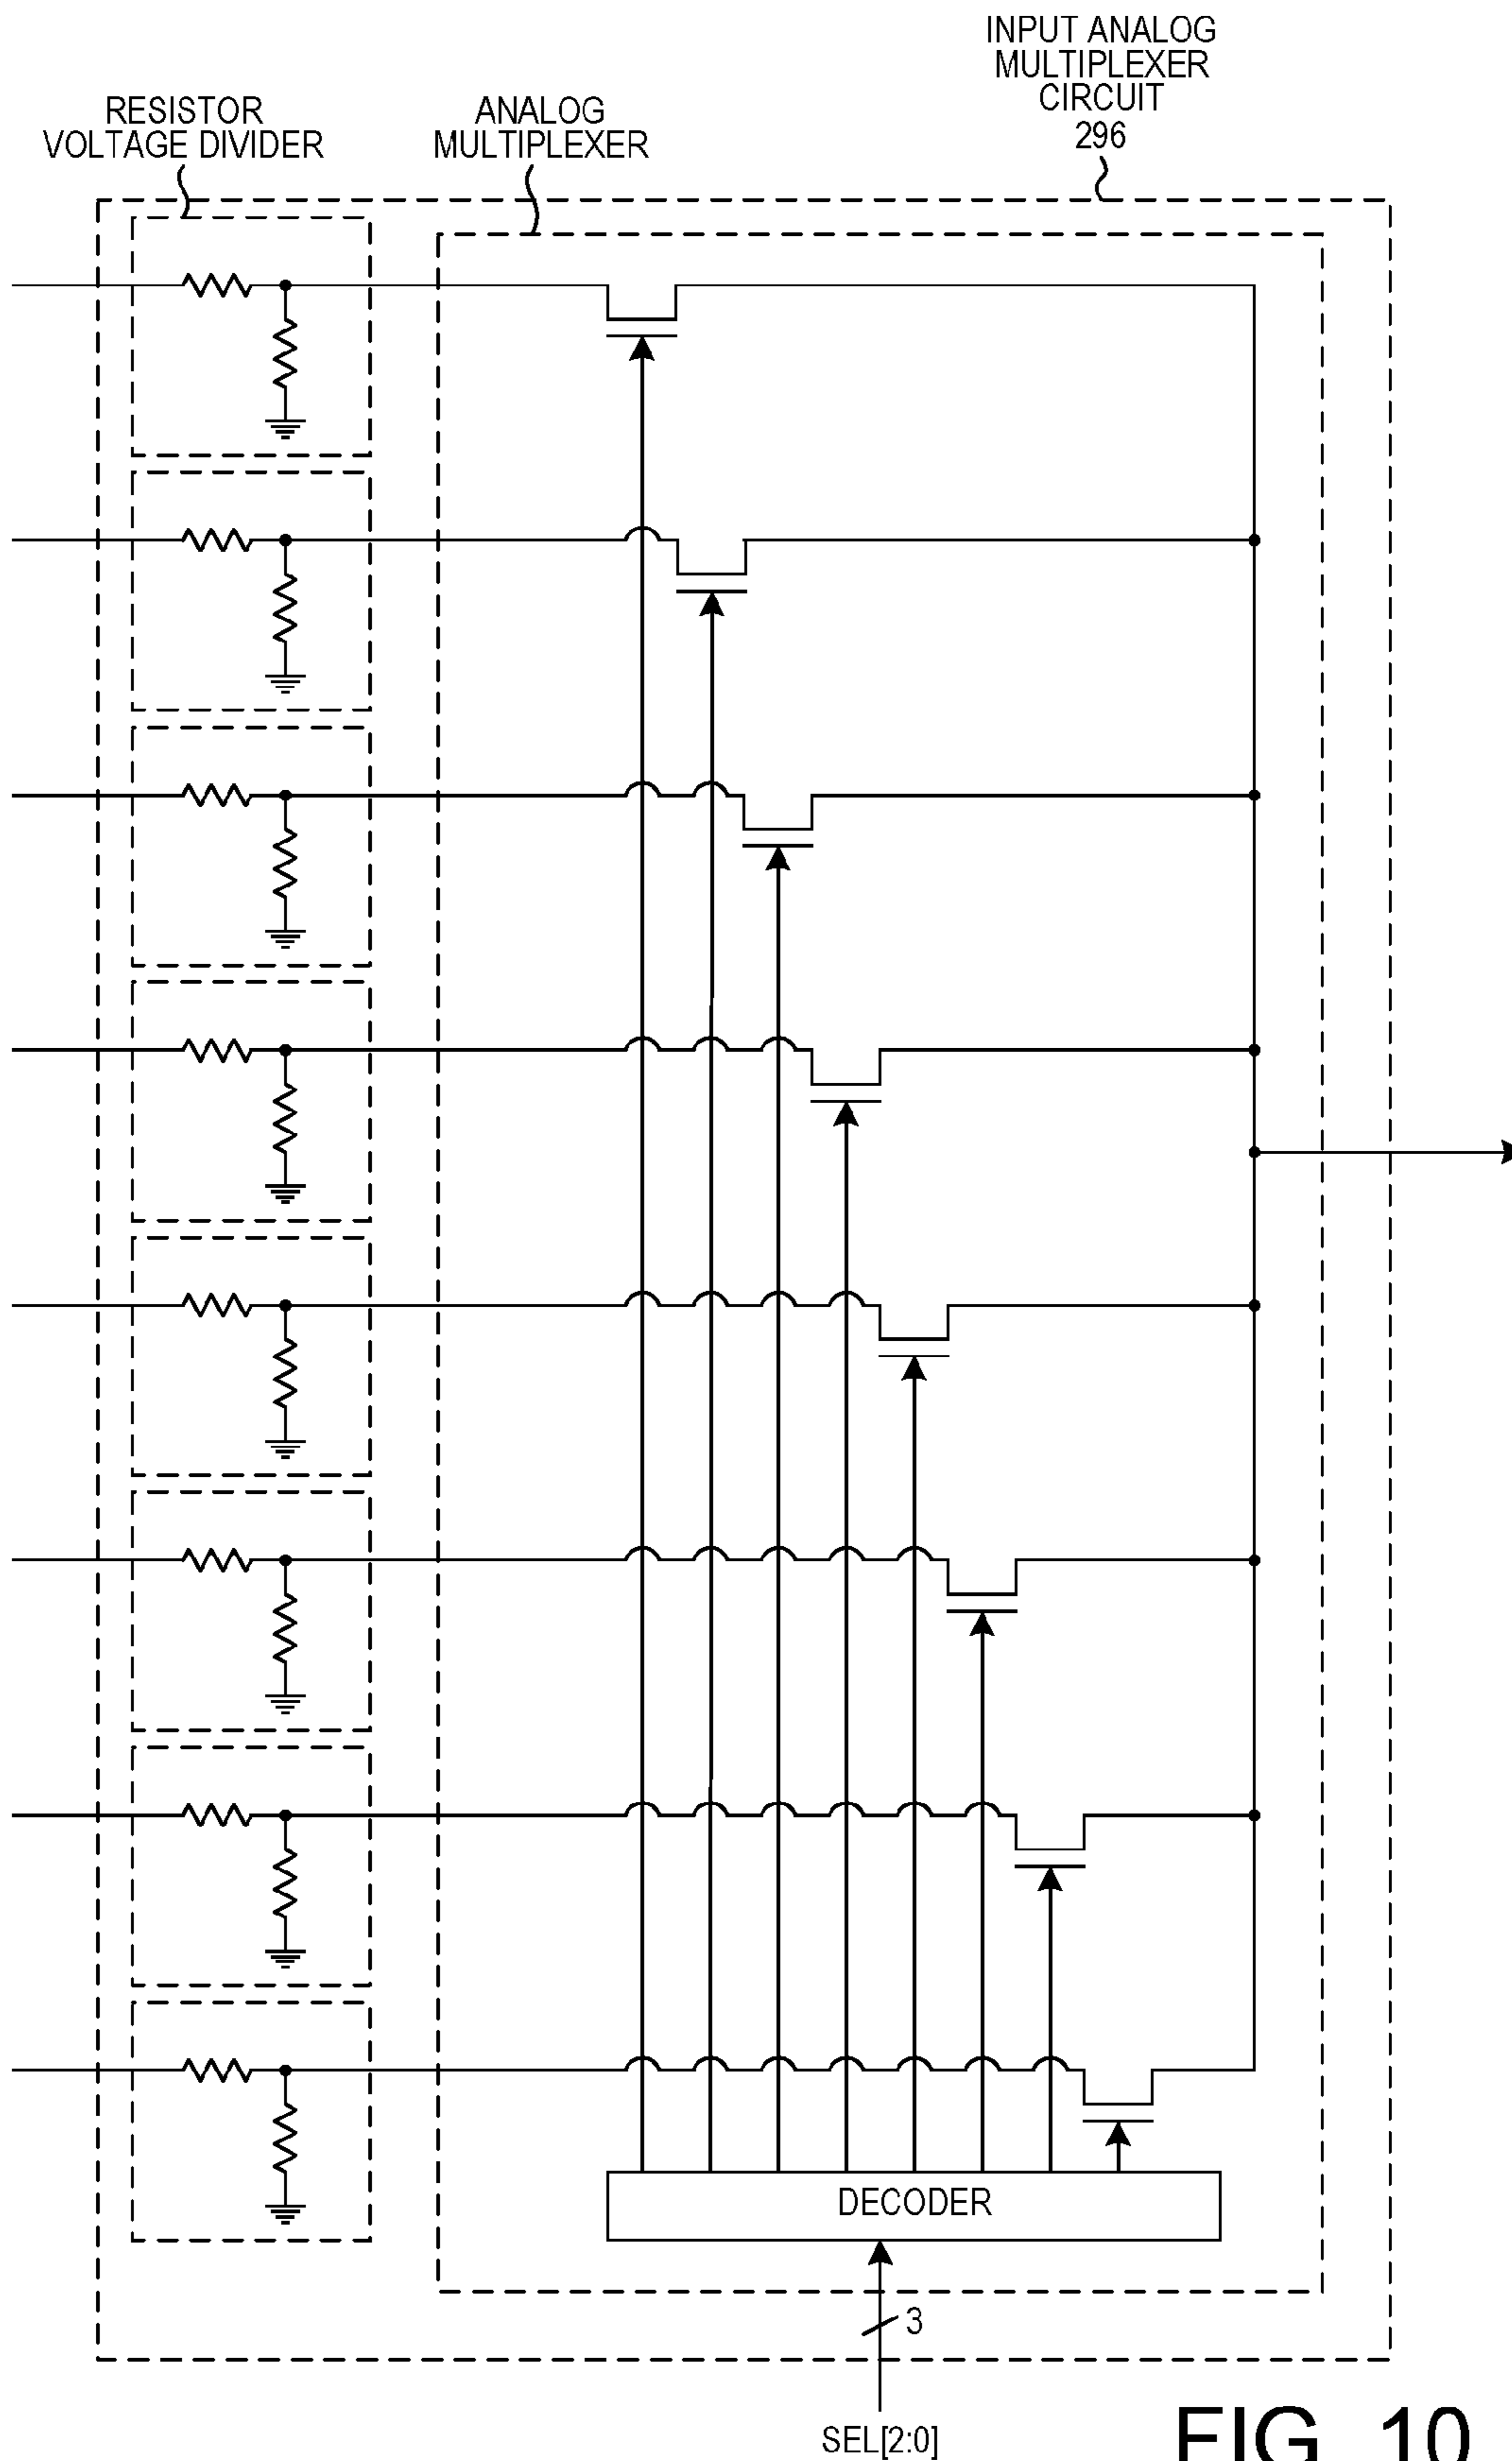 INPUT ANALOG
MULTIPLEXER
CIRCUIT
296
RESISTOR
VOLTAGE DIVIDER
ANALOG
MULTIPLEXER
DECODER
3
SEL[2:0]
FIG. 10